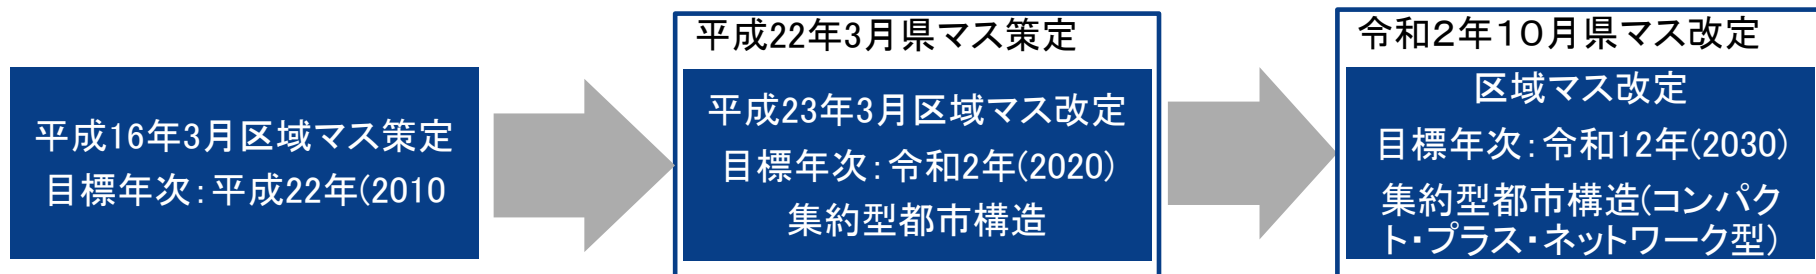 平成16年3月区域マス策定
目標年次:平成22年(2010
平成22年3月県マス策定
平成23年3月区域マス改定
目標年次:令和2年(2020)
集約型都市構造
令和２年１０月県マス改定
区域マス改定
目標年次:令和12年(2030)
集約型都市構造(コンパク
ト・プラス・ネットワーク型)